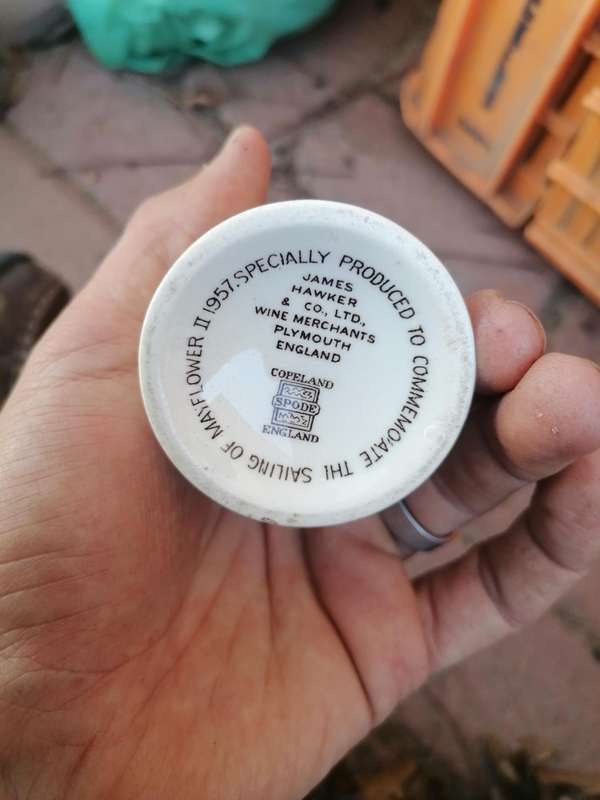 SPECIALLY PRODUCED TO COMMEMORATE THE SAILING OF MAYFLOWER II 1957.
JAMES
HAWKER
& CO., LTD.,
WINE MERCHANTS
PLYMOUTH
ENGLAND
COPELAND
SPODE
ENGLAND